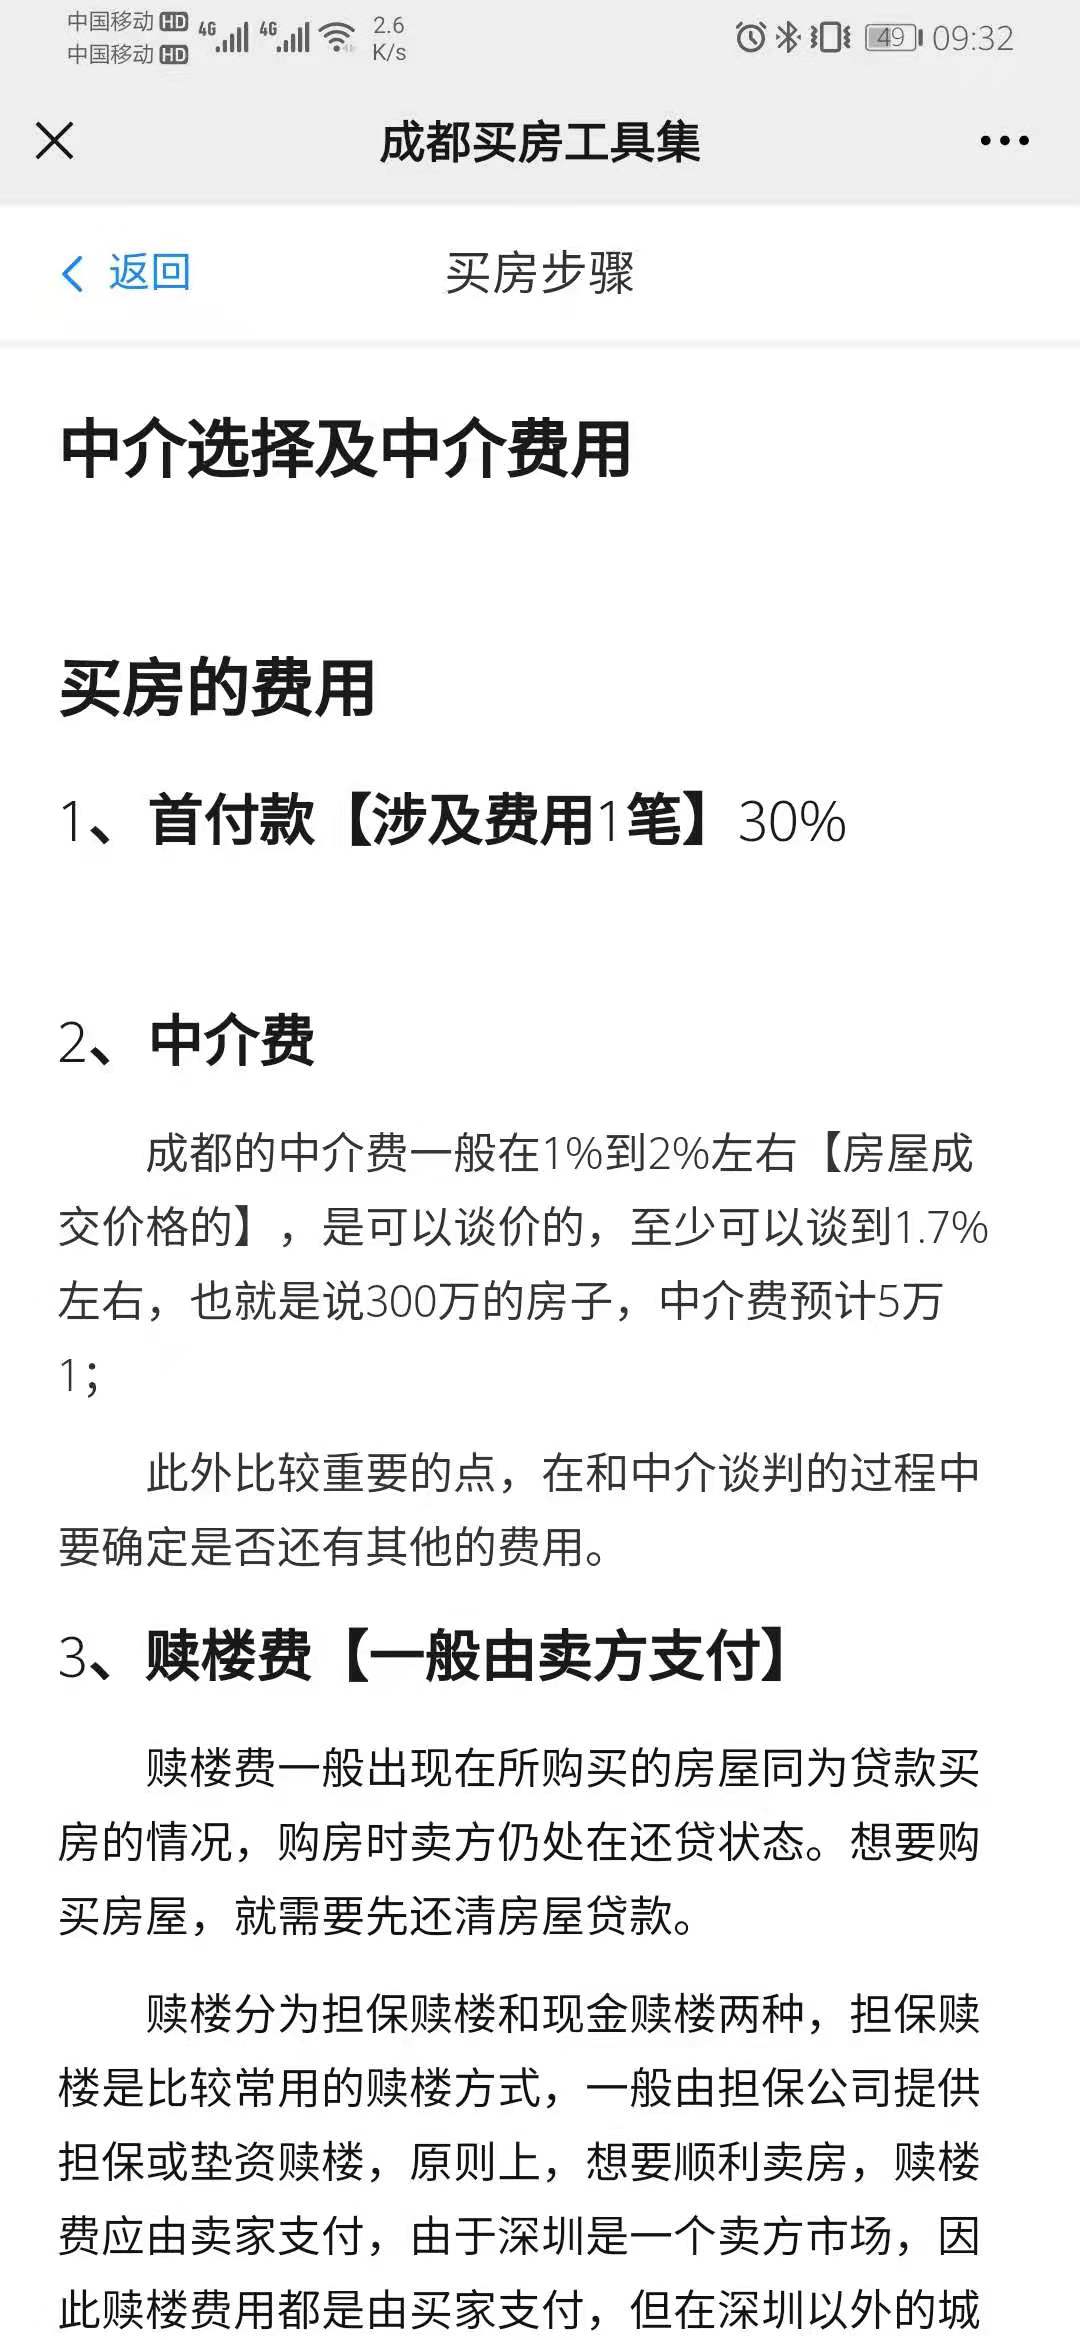 中国移动 HD 4G 4G 2.6 K/s 49 09:32
中国移动 HD
成都买房工具集
返回 买房步骤
中介选择及中介费用
买房的费用
1、首付款【涉及费用1笔】30%
2、中介费
成都的中介费一般在1%到2%左右【房屋成
交价格的】，是可以谈价的，至少可以谈到1.7%
左右，也就是说300万的房子，中介费预计5万
1；
此外比较重要的点，在和中介谈判的过程中
要确定是否还有其他的费用。
3、赎楼费【一般由卖方支付】
赎楼费一般出现在所购买的房屋同为贷款买
房的情况，购房时卖方仍处在还贷状态。想要购
买房屋，就需要先还清房屋贷款。
赎楼分为担保赎楼和现金赎楼两种，担保赎
楼是比较常用的赎楼方式，一般由担保公司提供
担保或垫资赎楼，原则上，想要顺利卖房，赎楼
费应由卖家支付，由于深圳是一个卖方市场，因
此赎楼费用都是由买家支付，但在深圳以外的城